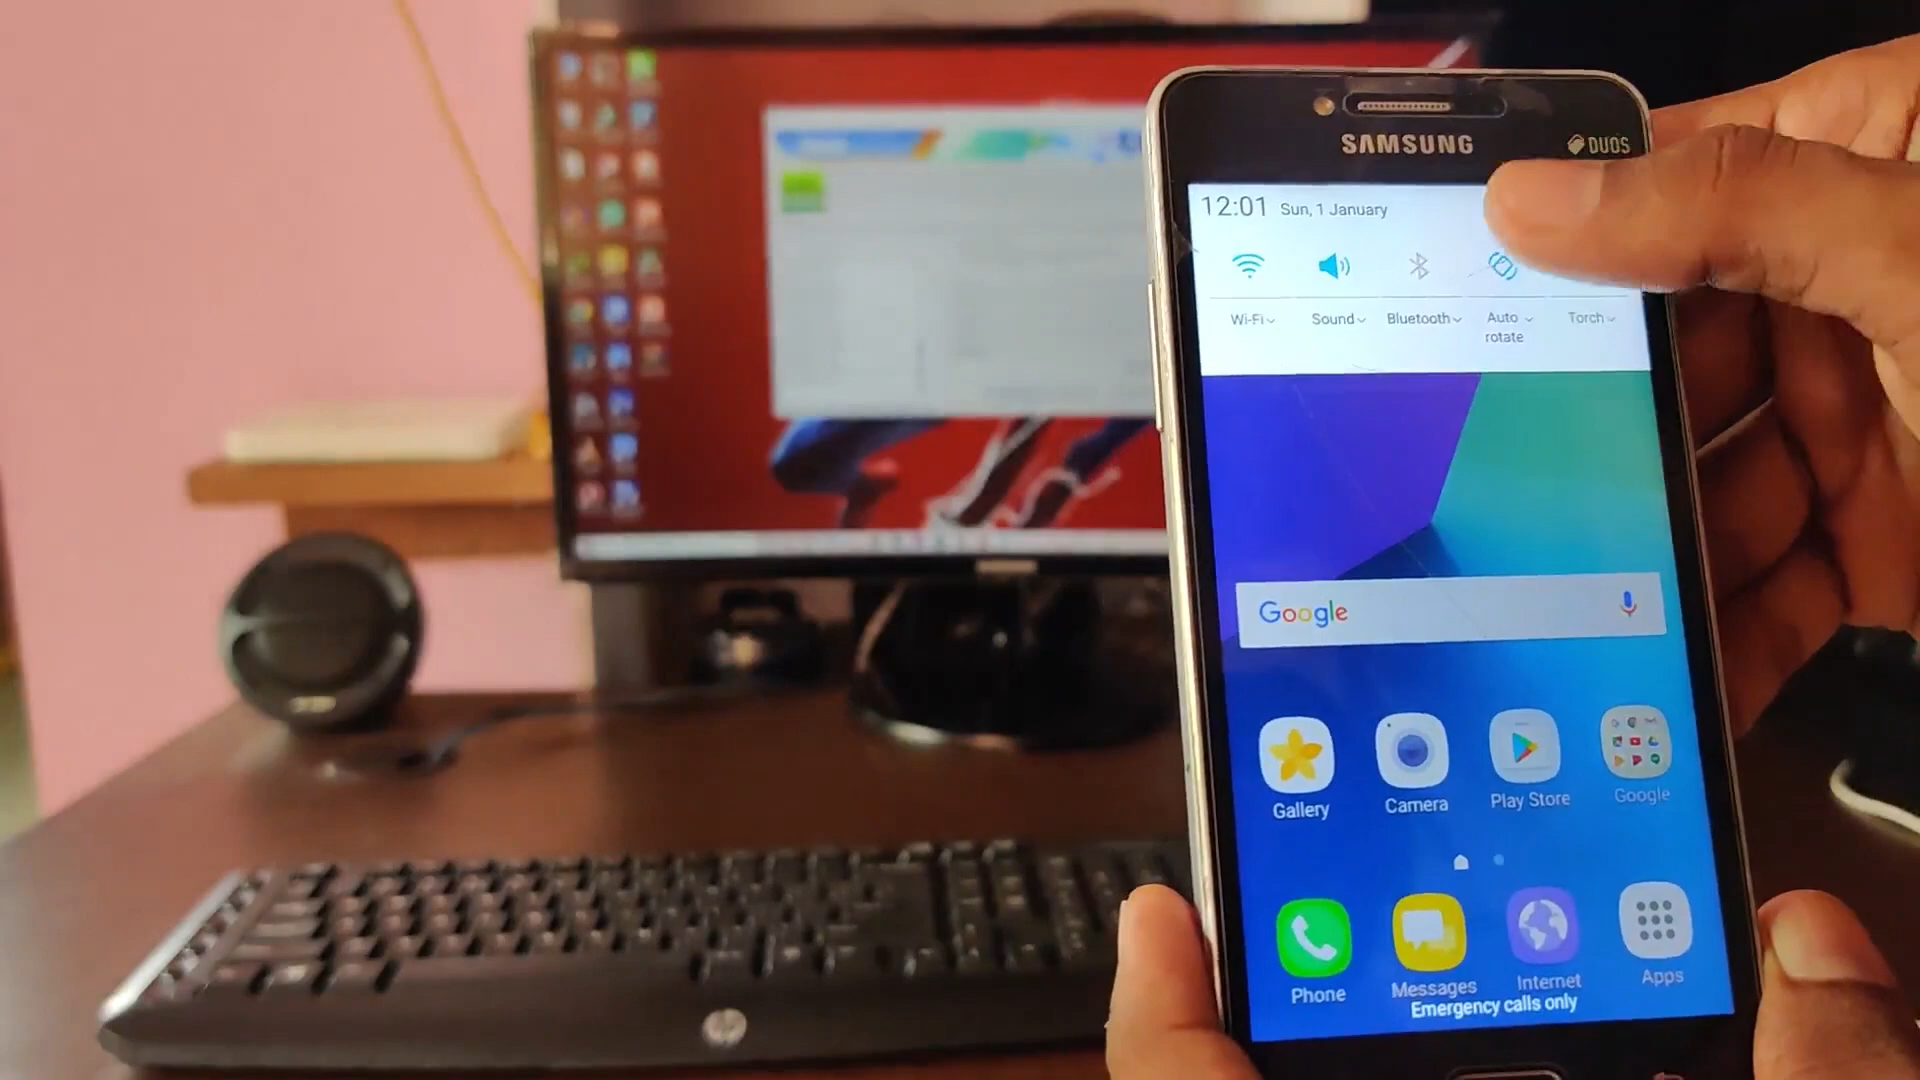 SAMSUNG
DUOS
12:01 Sun, 1 January
Wi-Fi Sound Bluetooth Auto rotate Torch
Google
Gallery Camera Play Store Google
Phone Messages Internet Apps
Emergency calls only
hp